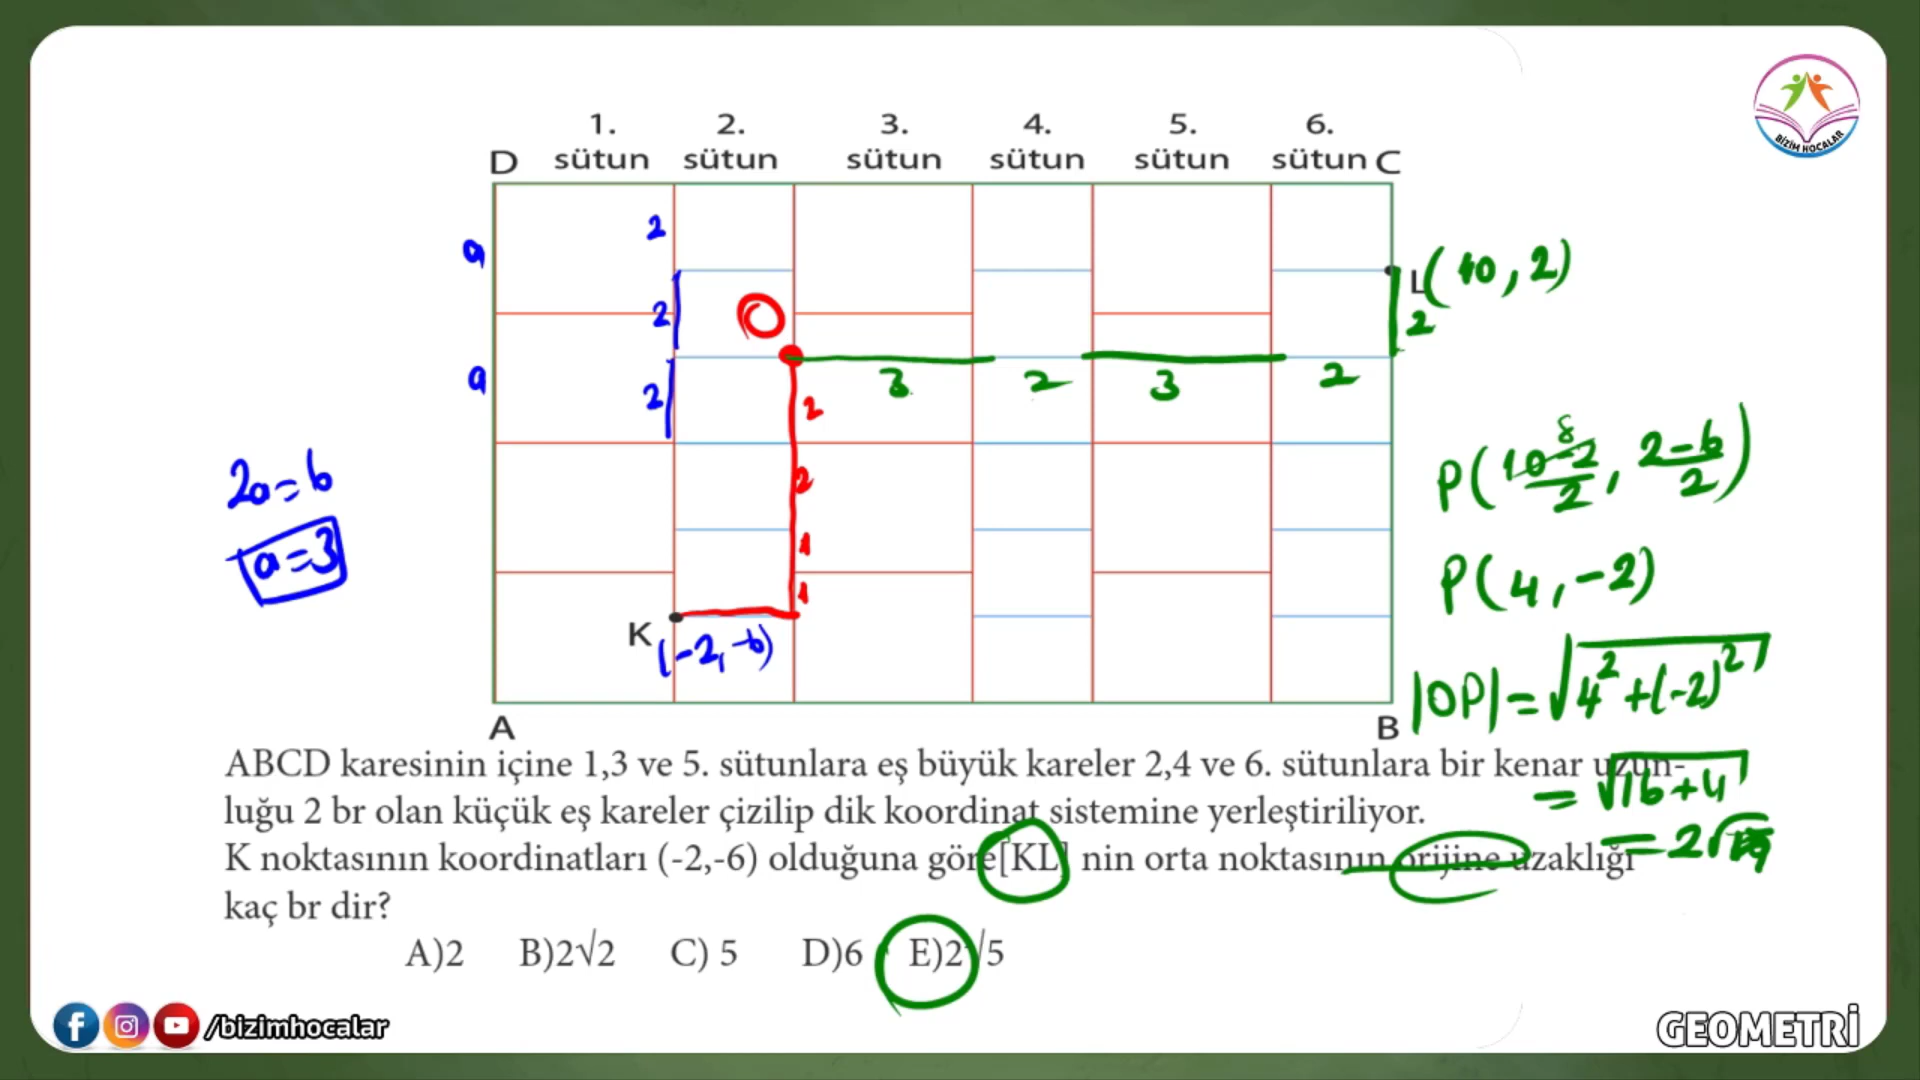 1. 2. 3. 4. 5. 6.
D sütun sütun sütun sütun sütun sütun C
BİZİM HOCALAR
a
2
2
a
2
O
3 2 3 2
2
2
1
1
L(10, 2)
2
2a=6
a=3
K
(-2, -6)
P(10-2/2, 2-6/2)
8
P(4, -2)
|OP| = √4²+(-2)²
= √16+4
= 2√5
A B
ABCD karesinin içine 1,3 ve 5. sütunlara eş büyük kareler 2,4 ve 6. sütunlara bir kenar uzun-
luğu 2 br olan küçük eş kareler çizilip dik koordinat sistemine yerleştiriliyor.
K noktasının koordinatları (-2,-6) olduğuna göre[KL] nin orta noktasının orijine uzaklığı
kaç br dir?
A)2 B)2√2 C) 5 D)6 E)2√5
/bizimhocalar
GEOMETRİ